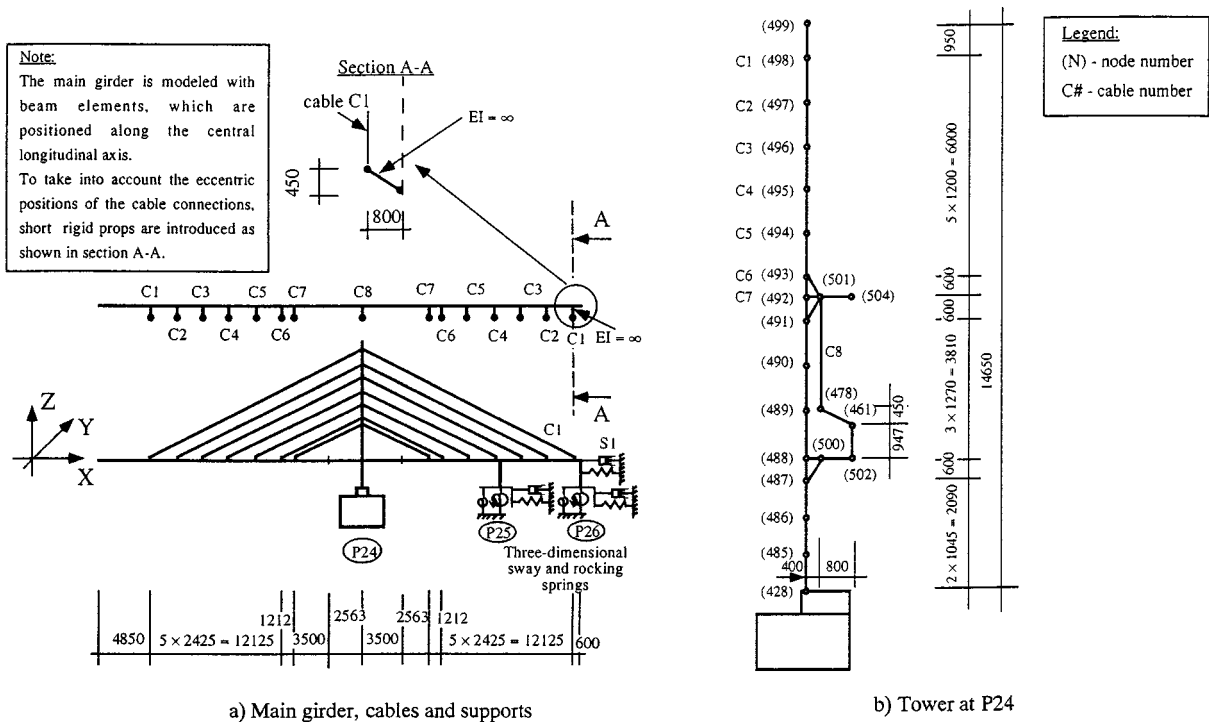 Note:
The main girder is modeled with
beam elements, which are
positioned along the central
longitudinal axis.
To take into account the eccentric
positions of the cable connections,
short rigid props are introduced as
shown in section A-A.
Section A-A
cable C1
EI = ∞
450
800
A
C1 C3 C5 C7 C8 C7 C5 C3
C2 C4 C6 C6 C4 C2 C1 EI = ∞
A
Z
Y
X
C1
S1
P24 P25 P26
Three-dimensional
sway and rocking
springs
1212 2563 2563 1212
4850 5 × 2425 = 12125 3500 3500 5 × 2425 = 12125 600
a) Main girder, cables and supports
(499)
C1 (498)
C2 (497)
C3 (496)
C4 (495)
C5 (494)
C6 (493)
(501)
C7 (492)
(504)
(491)
C8
(490)
(478)
(489)
(461)
(500)
(488)
(502)
(487)
(486)
(485)
400 800
(428)
950
5 × 1200 = 6000
600
600
3 × 1270 = 3810
450
947
600
2 × 1045 = 2090
14650
b) Tower at P24
Legend:
(N) - node number
C# - cable number